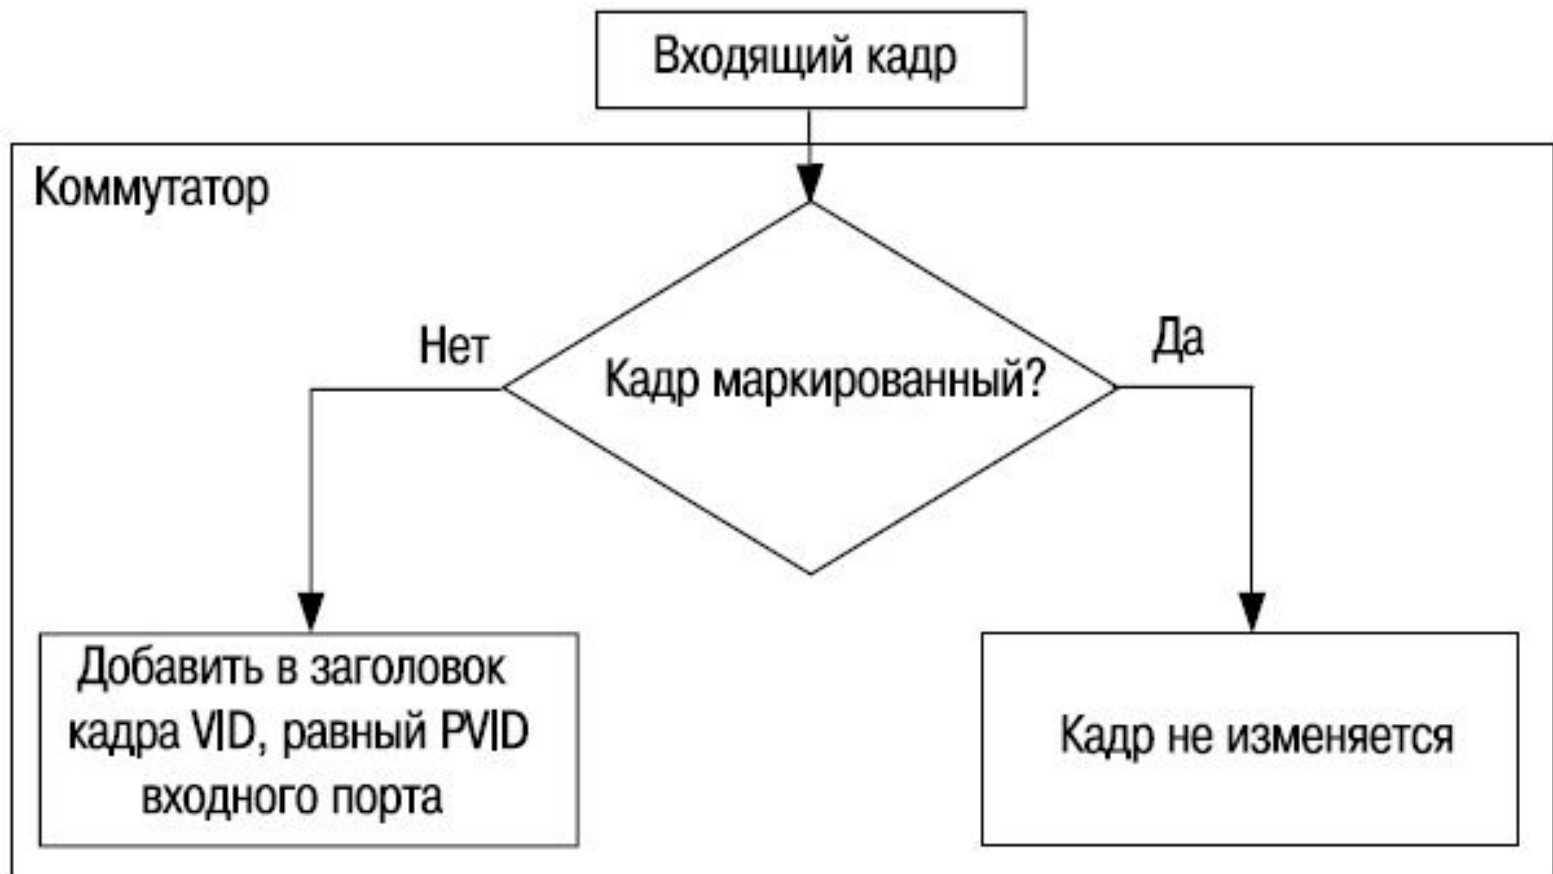 Входящий кадр
Коммутатор
Нет
Да
Кадр маркированный?
Добавить в заголовок
кадра VID, равный PVID
входного порта
Кадр не изменяется